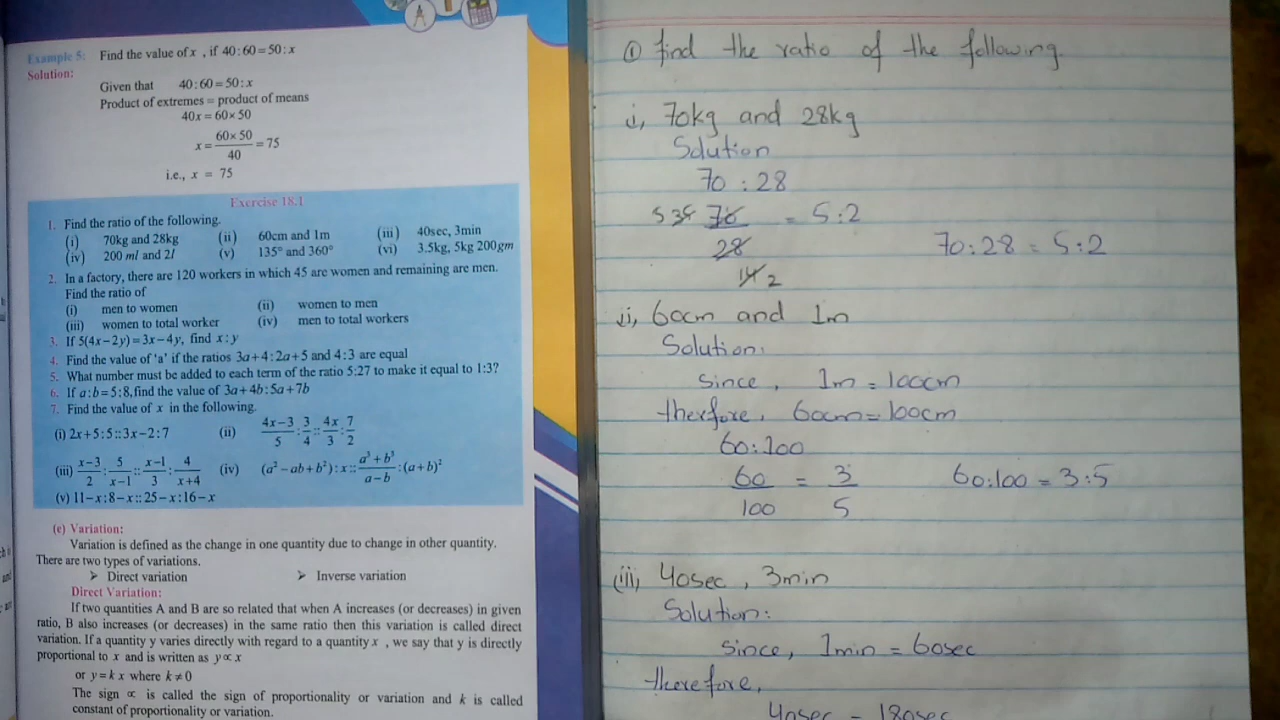 Example 5: Find the value of x , if 40:60=50:x
Solution:
Given that 40:60=50:x
Product of extremes = product of means
40x = 60×50
x = 60×50/40 = 75
i.e., x = 75
Exercise 18.1
1. Find the ratio of the following.
(i) 70kg and 28kg (ii) 60cm and 1m (iii) 40sec, 3min
(iv) 200 ml and 2l (v) 135° and 360° (vi) 3.5kg, 5kg 200gm
2. In a factory, there are 120 workers in which 45 are women and remaining are men.
Find the ratio of
(i) men to women (ii) women to men
(iii) women to total worker (iv) men to total workers
3. If 5(4x−2y)=3x−4y, find x:y
4. Find the value of 'a' if the ratios 3a+4:2a+5 and 4:3 are equal
5. What number must be added to each term of the ratio 5:27 to make it equal to 1:3?
6. If a:b=5:8,find the value of 3a+4b:5a+7b
7. Find the value of x in the following.
(i) 2x+5:5::3x−2:7 (ii) 4x−3/5 : 3/4 :: 4x/3 : 7/2
(iii) x−3/2 : 5/x−1 :: x−1/3 : 4/x+4 (iv) (a²−ab+b²):x:: a³+b³/a−b :(a+b)²
(v) 11−x:8−x::25−x:16−x
(e) Variation:
Variation is defined as the change in one quantity due to change in other quantity.
There are two types of variations.
➢ Direct variation ➢ Inverse variation
Direct Variation:
If two quantities A and B are so related that when A increases (or decreases) in given
ratio, B also increases (or decreases) in the same ratio then this variation is called direct
variation. If a quantity y varies directly with regard to a quantity x , we say that y is directly
proportional to x and is written as y∝x
or y=k x where k≠0
The sign ∝ is called the sign of proportionality or variation and k is called
constant of proportionality or variation.
① find the ratio of the following.
i, 70kg and 28kg
Solution
70 : 28
5 35 70 = 5:2
28 70:28 = 5:2
14 2
ii, 60cm and 1m
Solution:
since, 1m = 100cm
therfore, 60cm=100cm
60:100
60/100 = 3/5 60:100 = 3:5
(iii, 40sec , 3min
Solution:
since, 1min = 60sec
therefore,
40sec = 180sec